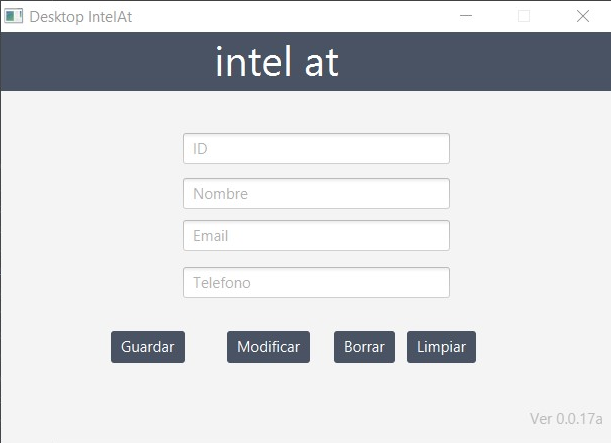 Desktop IntelAt
intel at
ID
Nombre
Email
Telefono
Guardar Modificar Borrar Limpiar
Ver 0.0.17a